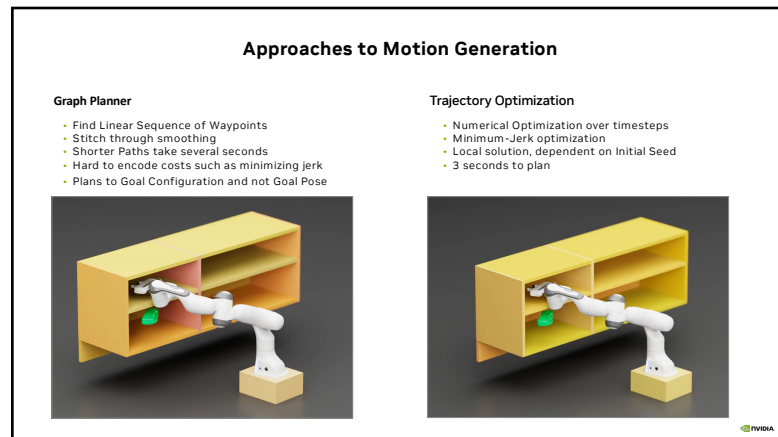 Approaches to Motion Generation
Graph Planner
• Find Linear Sequence of Waypoints
• Stitch through smoothing
• Shorter Paths take several seconds
• Hard to encode costs such as minimizing jerk
• Plans to Goal Configuration and not Goal Pose
Trajectory Optimization
• Numerical Optimization over timesteps
• Minimum-Jerk optimization
• Local solution, dependent on Initial Seed
• 3 seconds to plan
NVIDIA